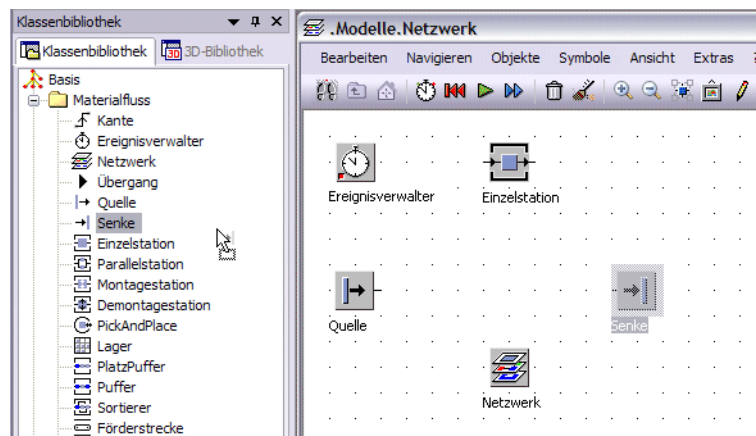 Klassenbibliothek
Klassenbibliothek 3D-Bibliothek
Basis
Materialfluss
Kante
Ereignisverwalter
Netzwerk
Übergang
Quelle
Senke
Einzelstation
Parallelstation
Montagestation
Demontagestation
PickAndPlace
Lager
PlatzPuffer
Puffer
Sortierer
Förderstrecke
.Modelle.Netzwerk
Bearbeiten Navigieren Objekte Symbole Ansicht Extras ?
Ereignisverwalter Einzelstation
Quelle Senke
Netzwerk